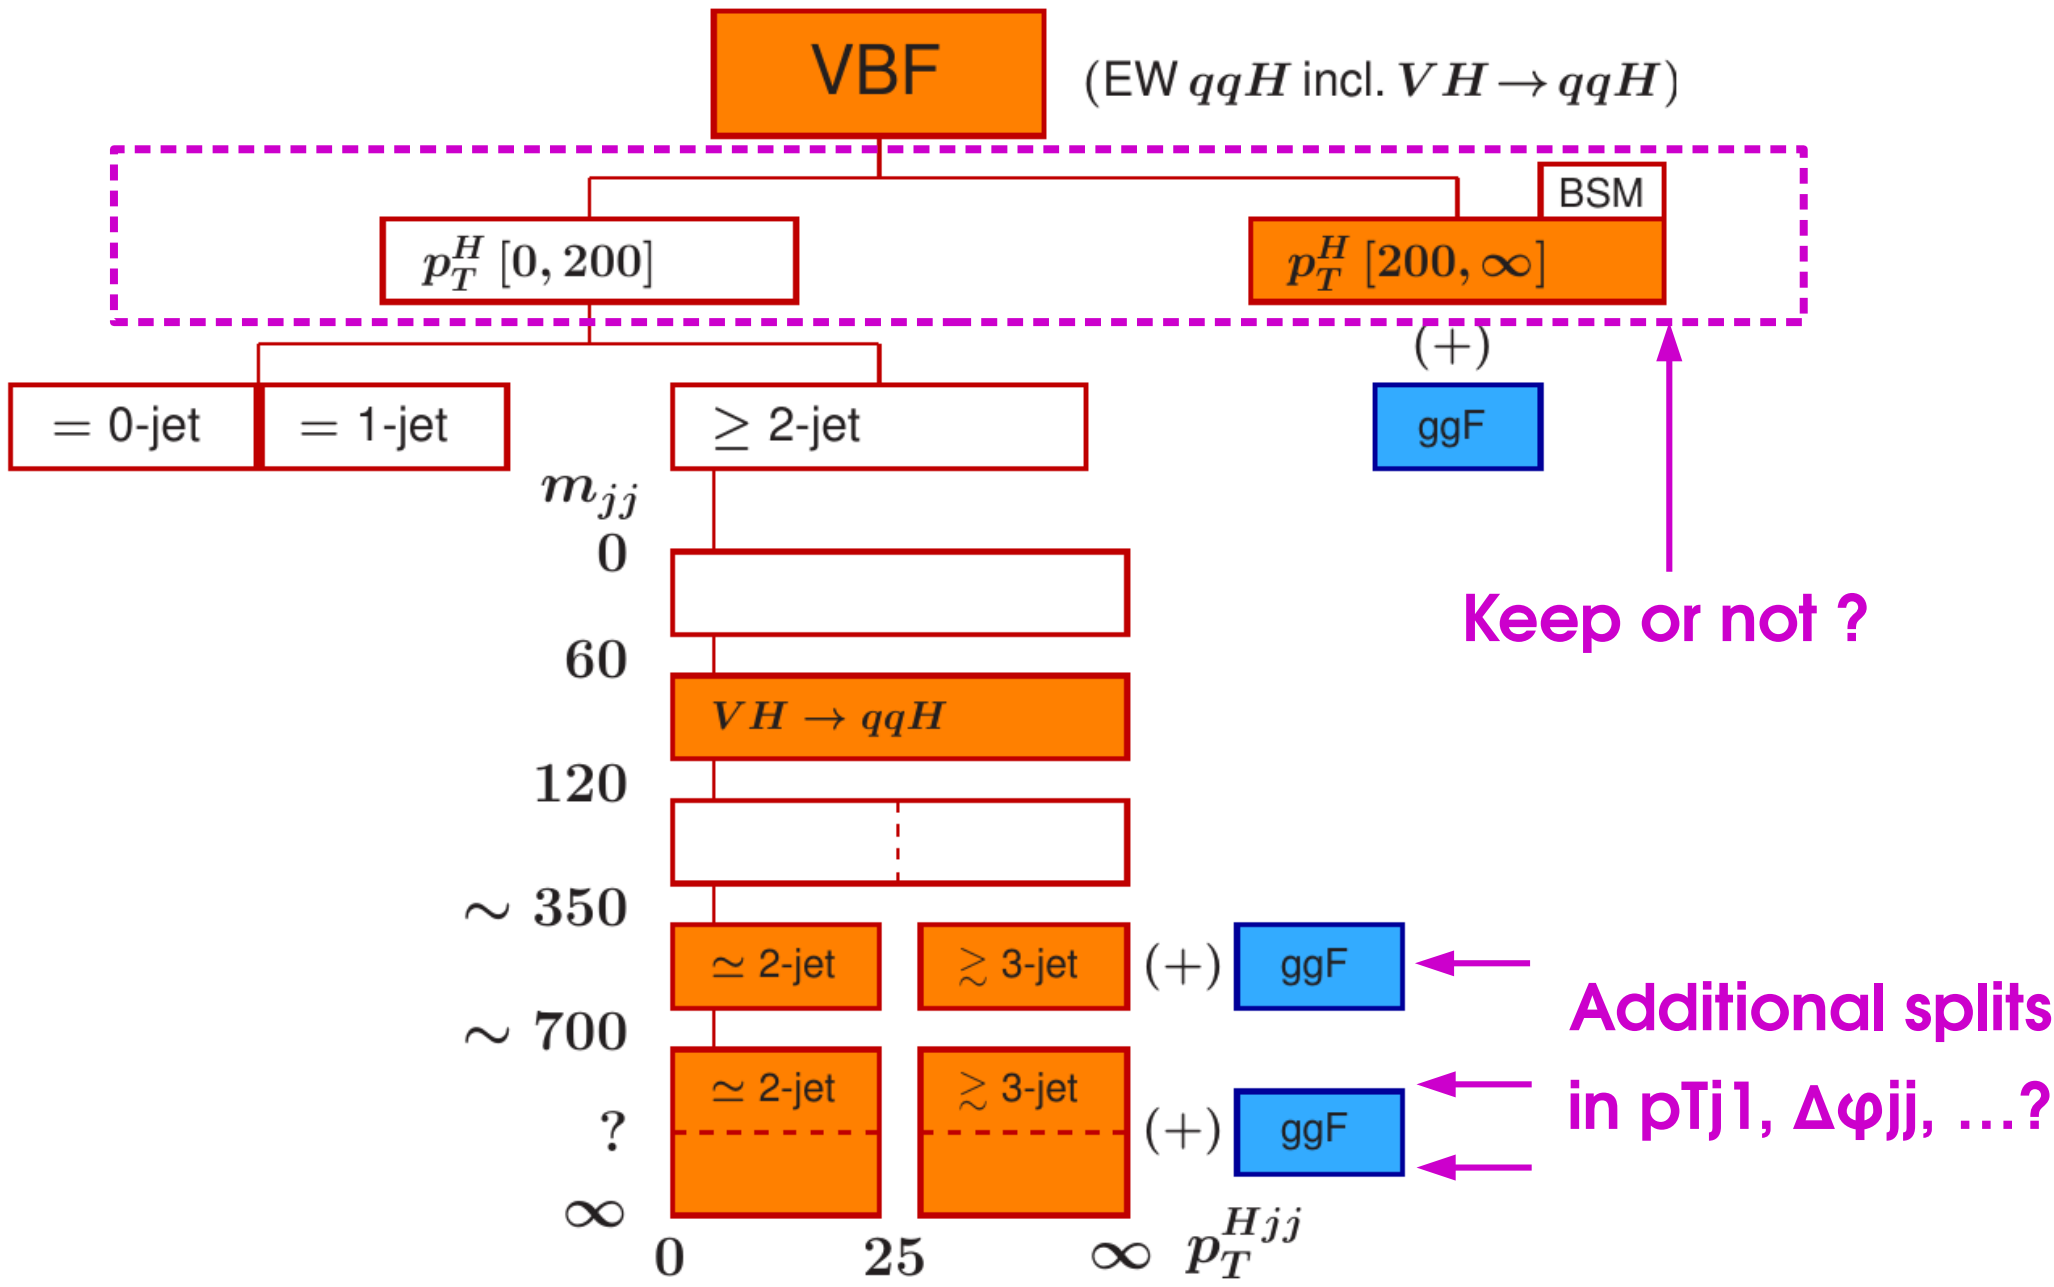 VBF (EW qqH incl. VH → qqH)
BSM
p_T^H [0, 200]
p_T^H [200, ∞]
(+)
= 0-jet
= 1-jet
≥ 2-jet
ggF
m_jj
0
Keep or not ?
60
VH → qqH
120
~ 350
≃ 2-jet
≳ 3-jet
(+)
ggF
Additional splits
~ 700
≃ 2-jet
≳ 3-jet
in pTj1, Δφjj, ...?
?
(+)
ggF
∞
0
25
∞
p_T^Hjj